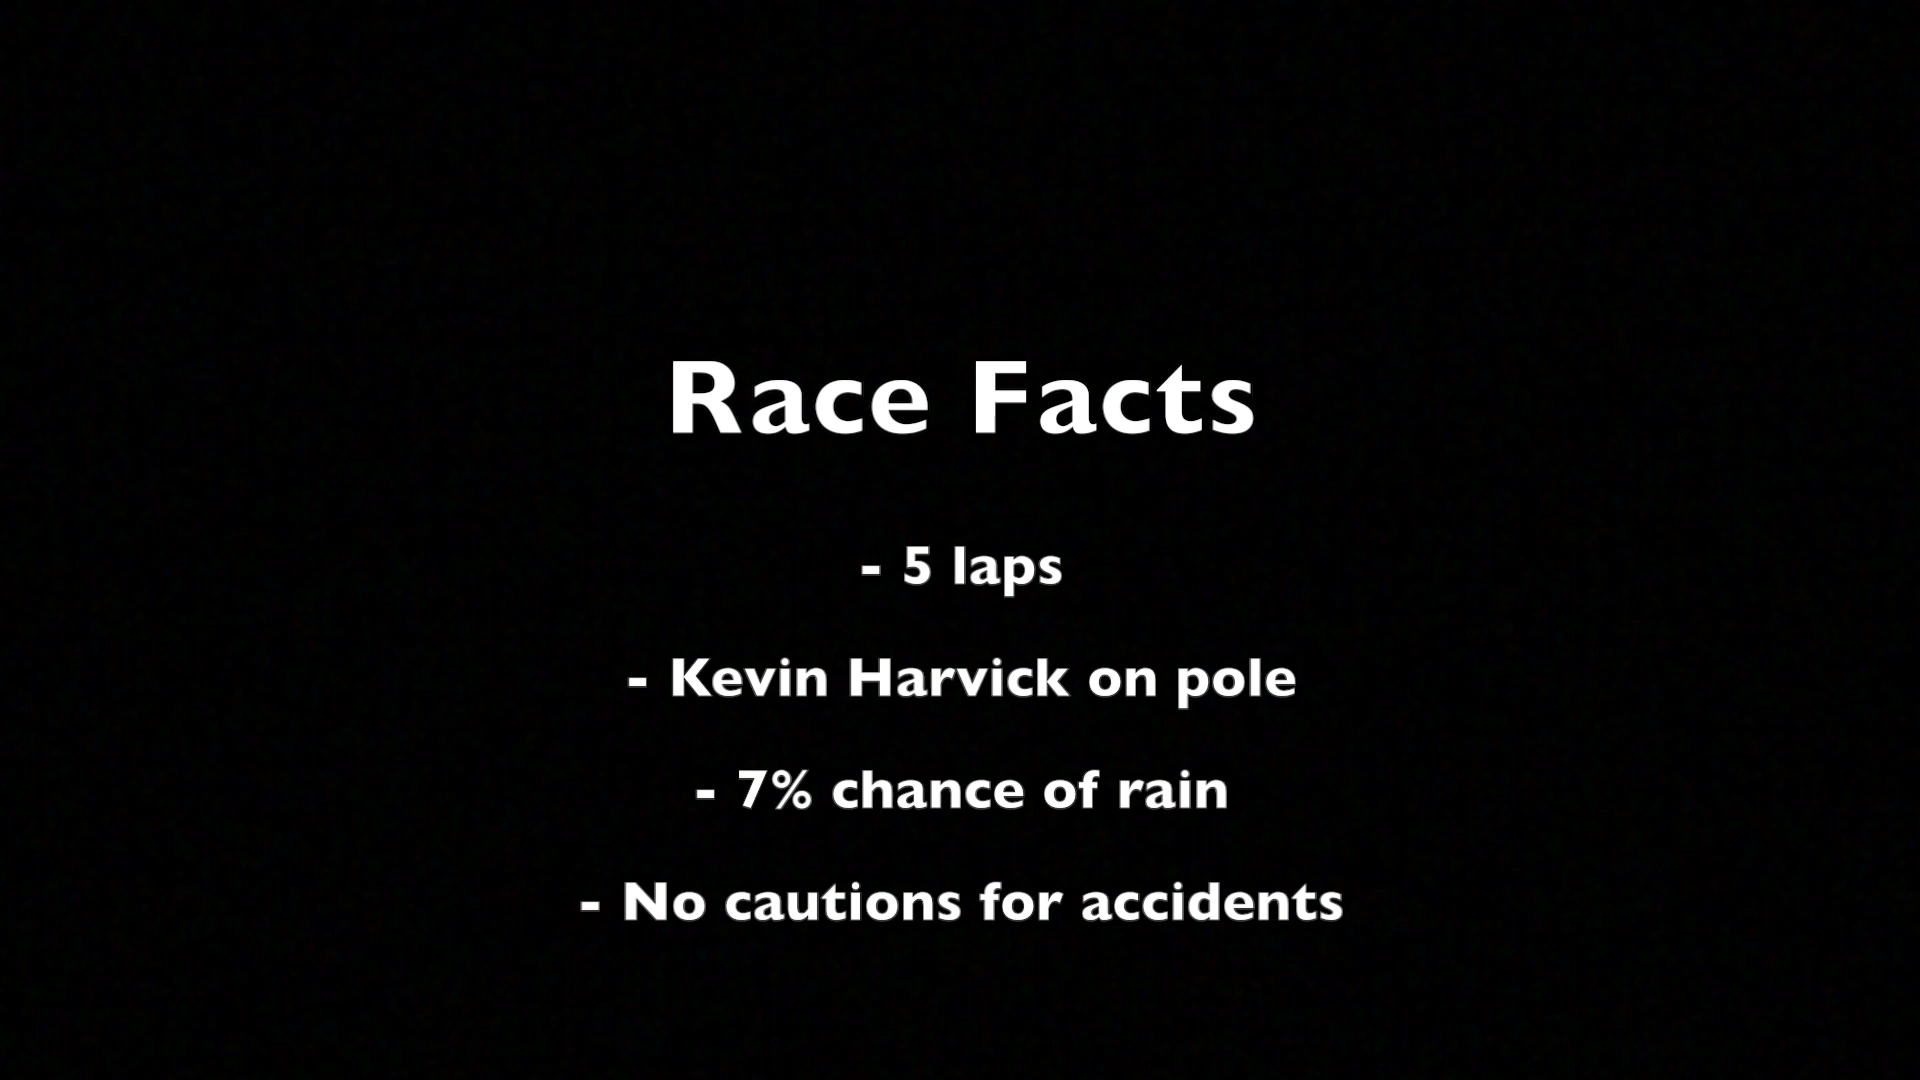 Race Facts
- 5 laps
- Kevin Harvick on pole
- 7% chance of rain
- No cautions for accidents